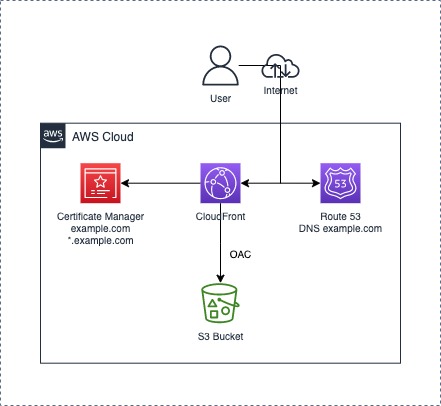 User
Internet
aws
AWS Cloud
53
Certificate Manager
example.com
*.example.com
CloudFront
Route 53
DNS example.com
OAC
S3 Bucket